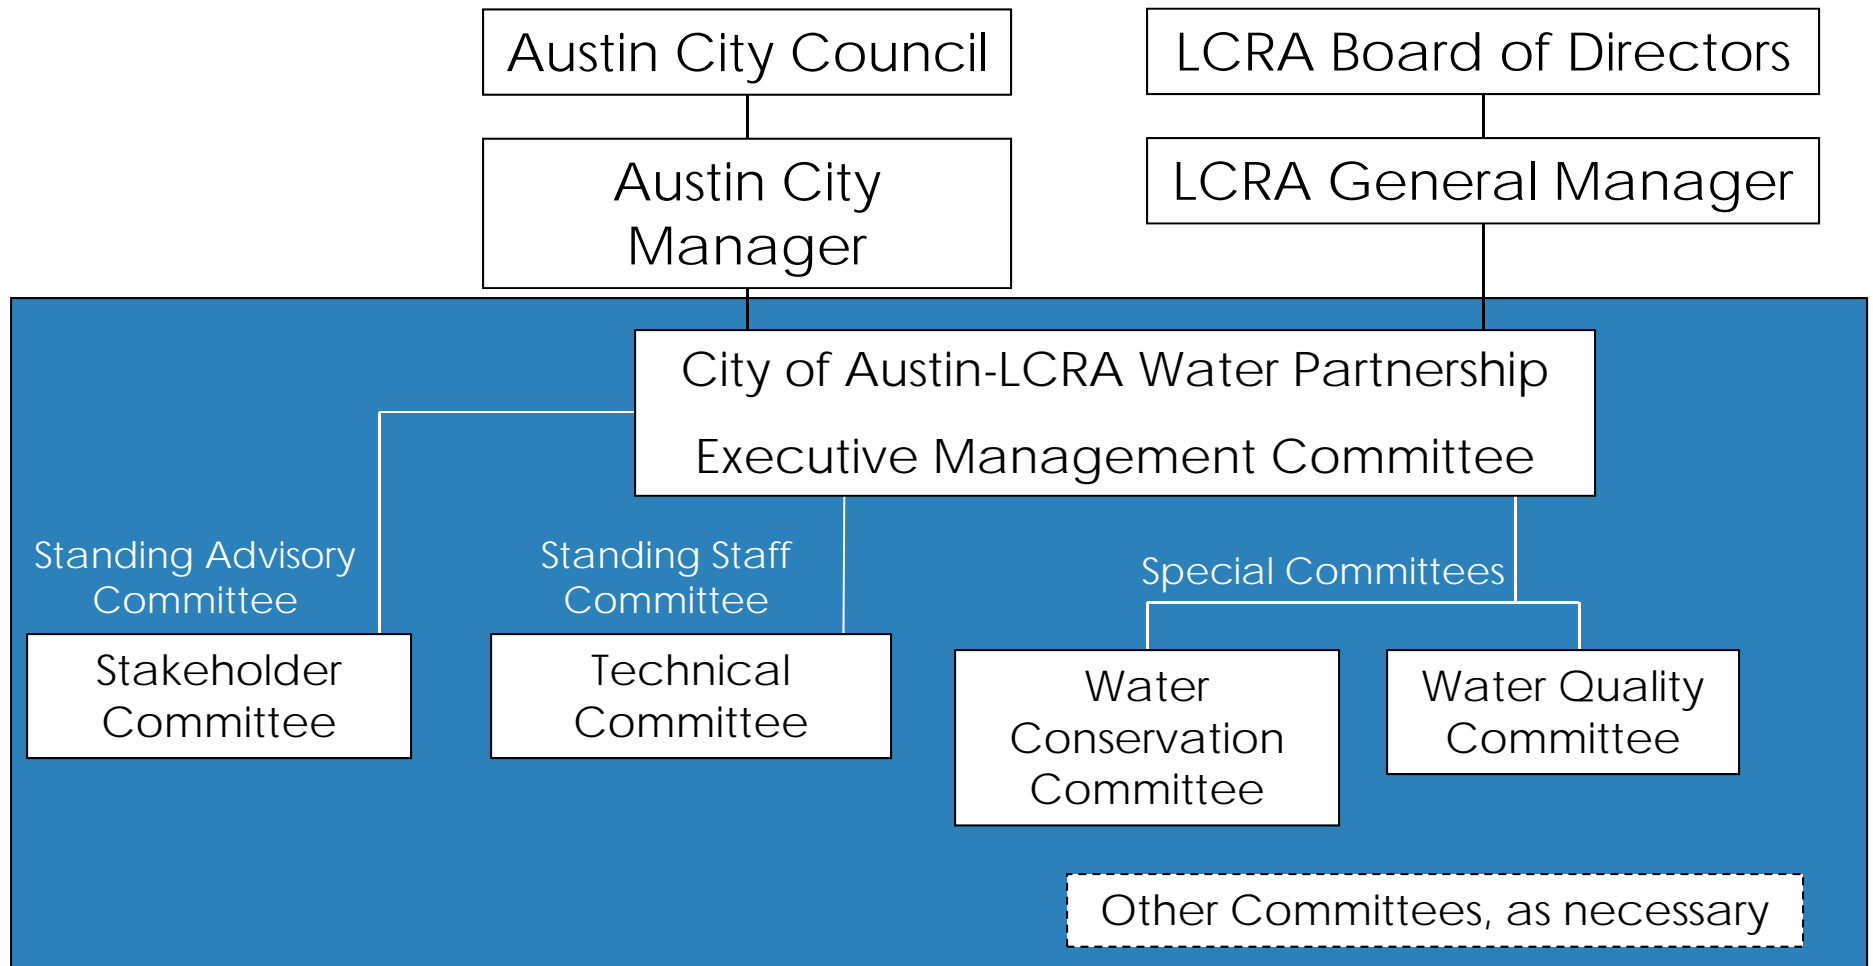 Austin City Council
LCRA Board of Directors
Austin City
Manager
LCRA General Manager
City of Austin-LCRA Water Partnership
Executive Management Committee
Standing Advisory
Committee
Standing Staff
Committee
Special Committees
Stakeholder
Committee
Technical
Committee
Water
Conservation
Committee
Water Quality
Committee
Other Committees, as necessary